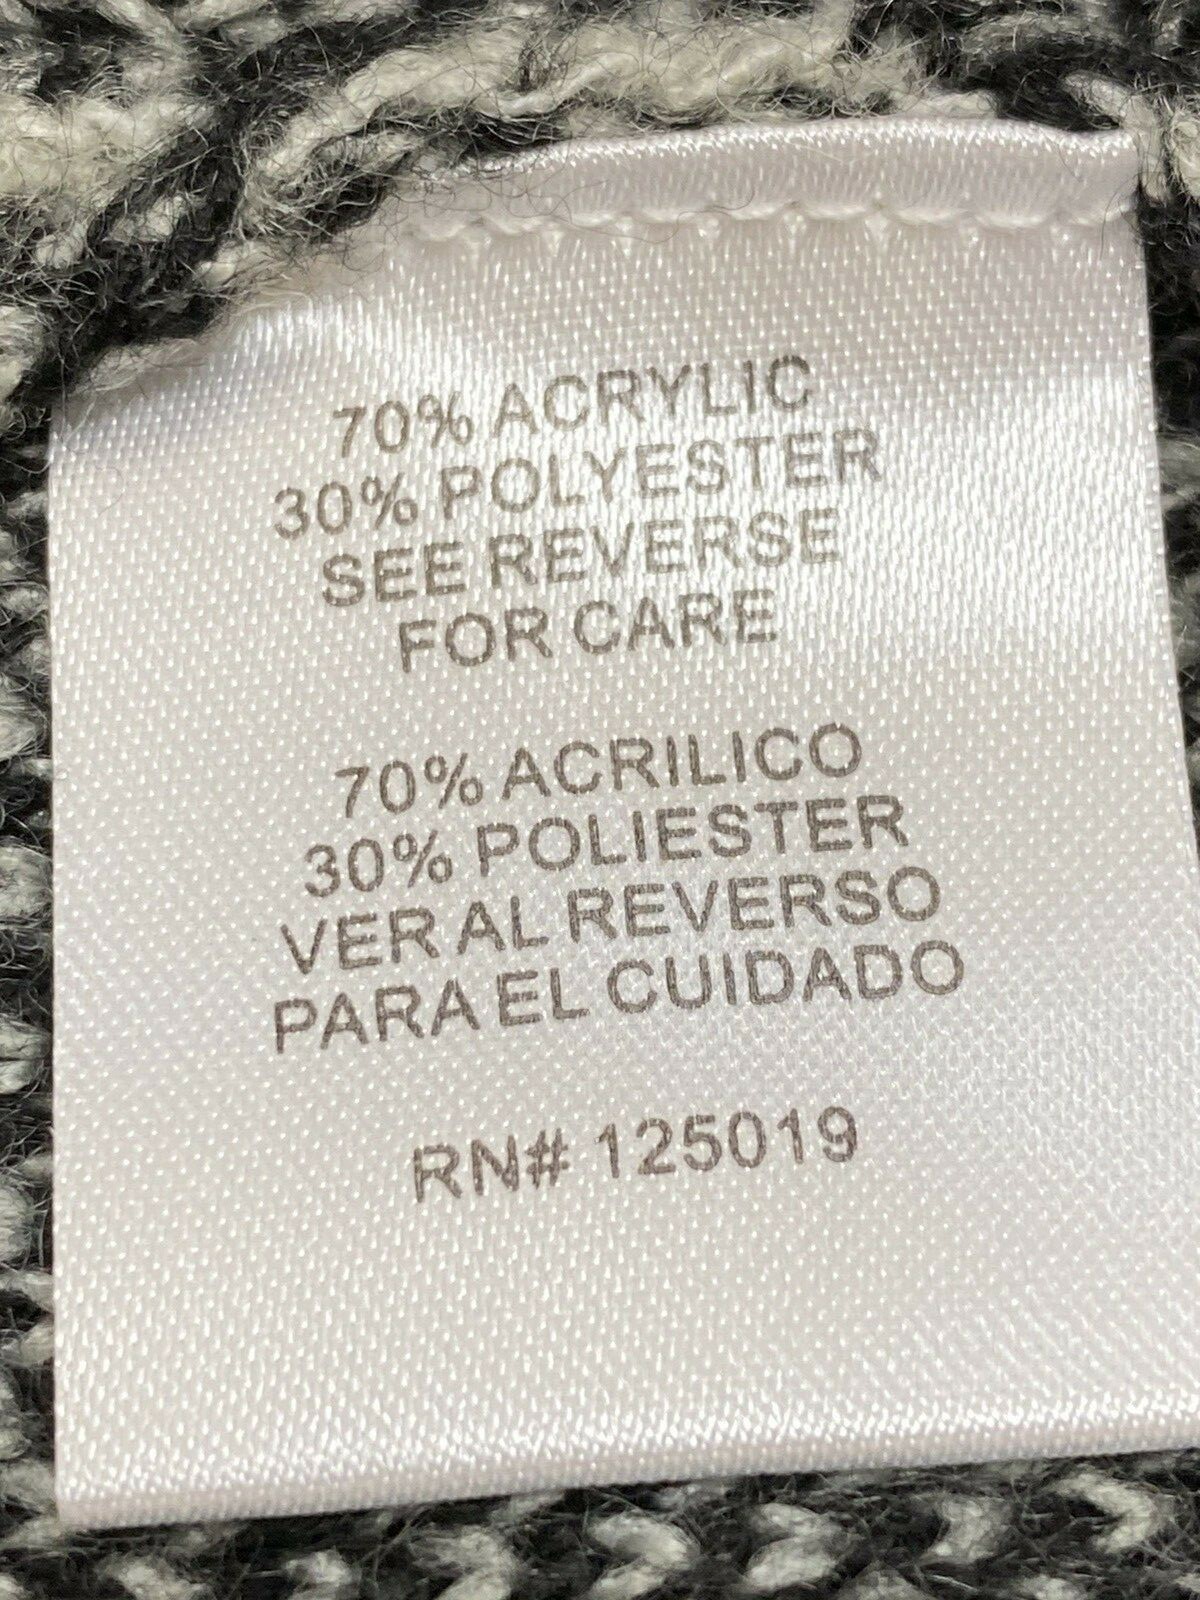 70% ACRYLIC
30% POLYESTER
SEE REVERSE
FOR CARE
70% ACRILICO
30% POLIESTER
VER AL REVERSO
PARA EL CUIDADO
RN# 125019